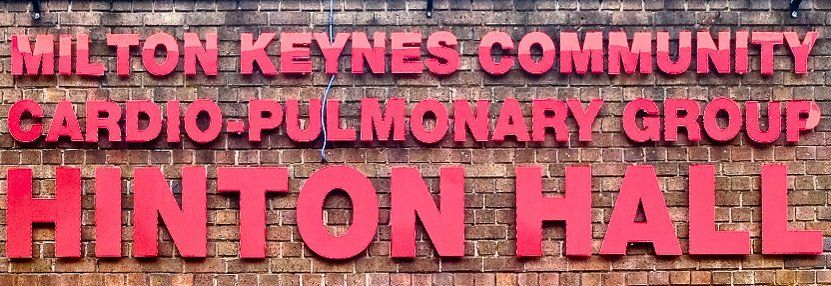 MILTON KEYNES COMMUNITY
CARDIO-PULMONARY GROUP
HINTON HALL